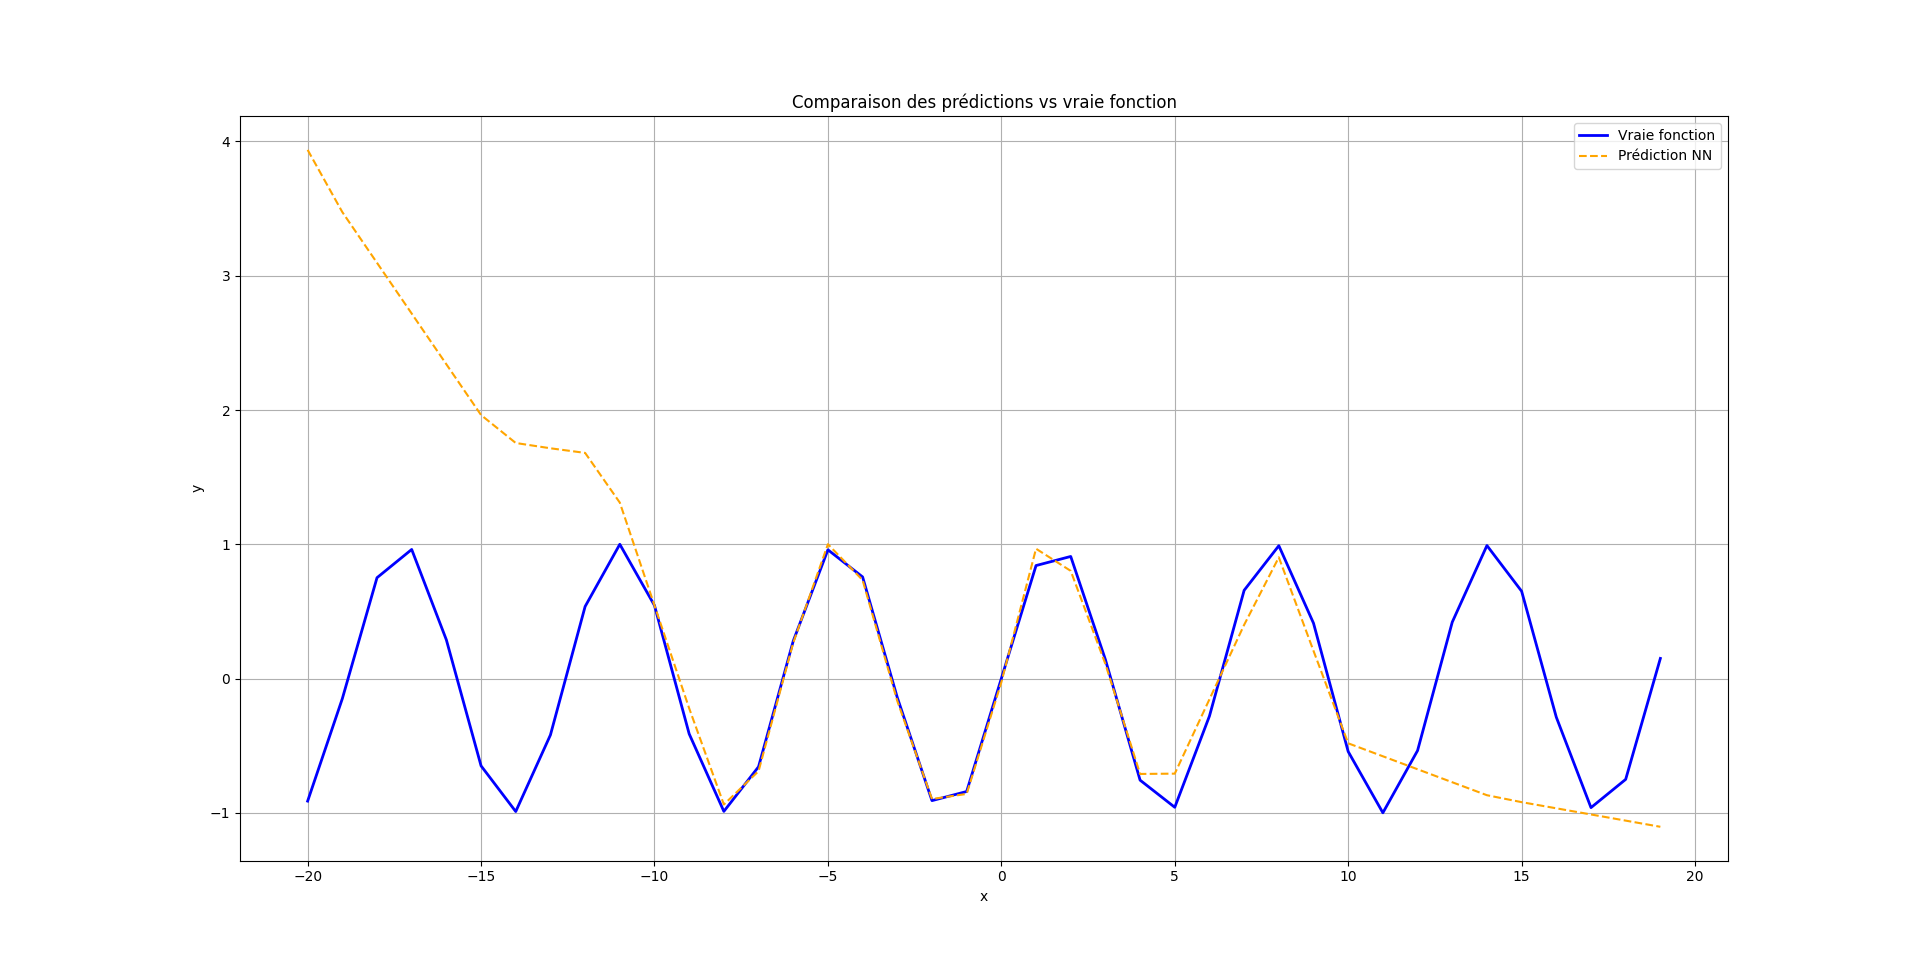 Comparaison des prédictions vs vraie fonction
Vraie fonction
Prédiction NN
4
3
2
1
0
−1
y
−20 −15 −10 −5 0 5 10 15 20
x